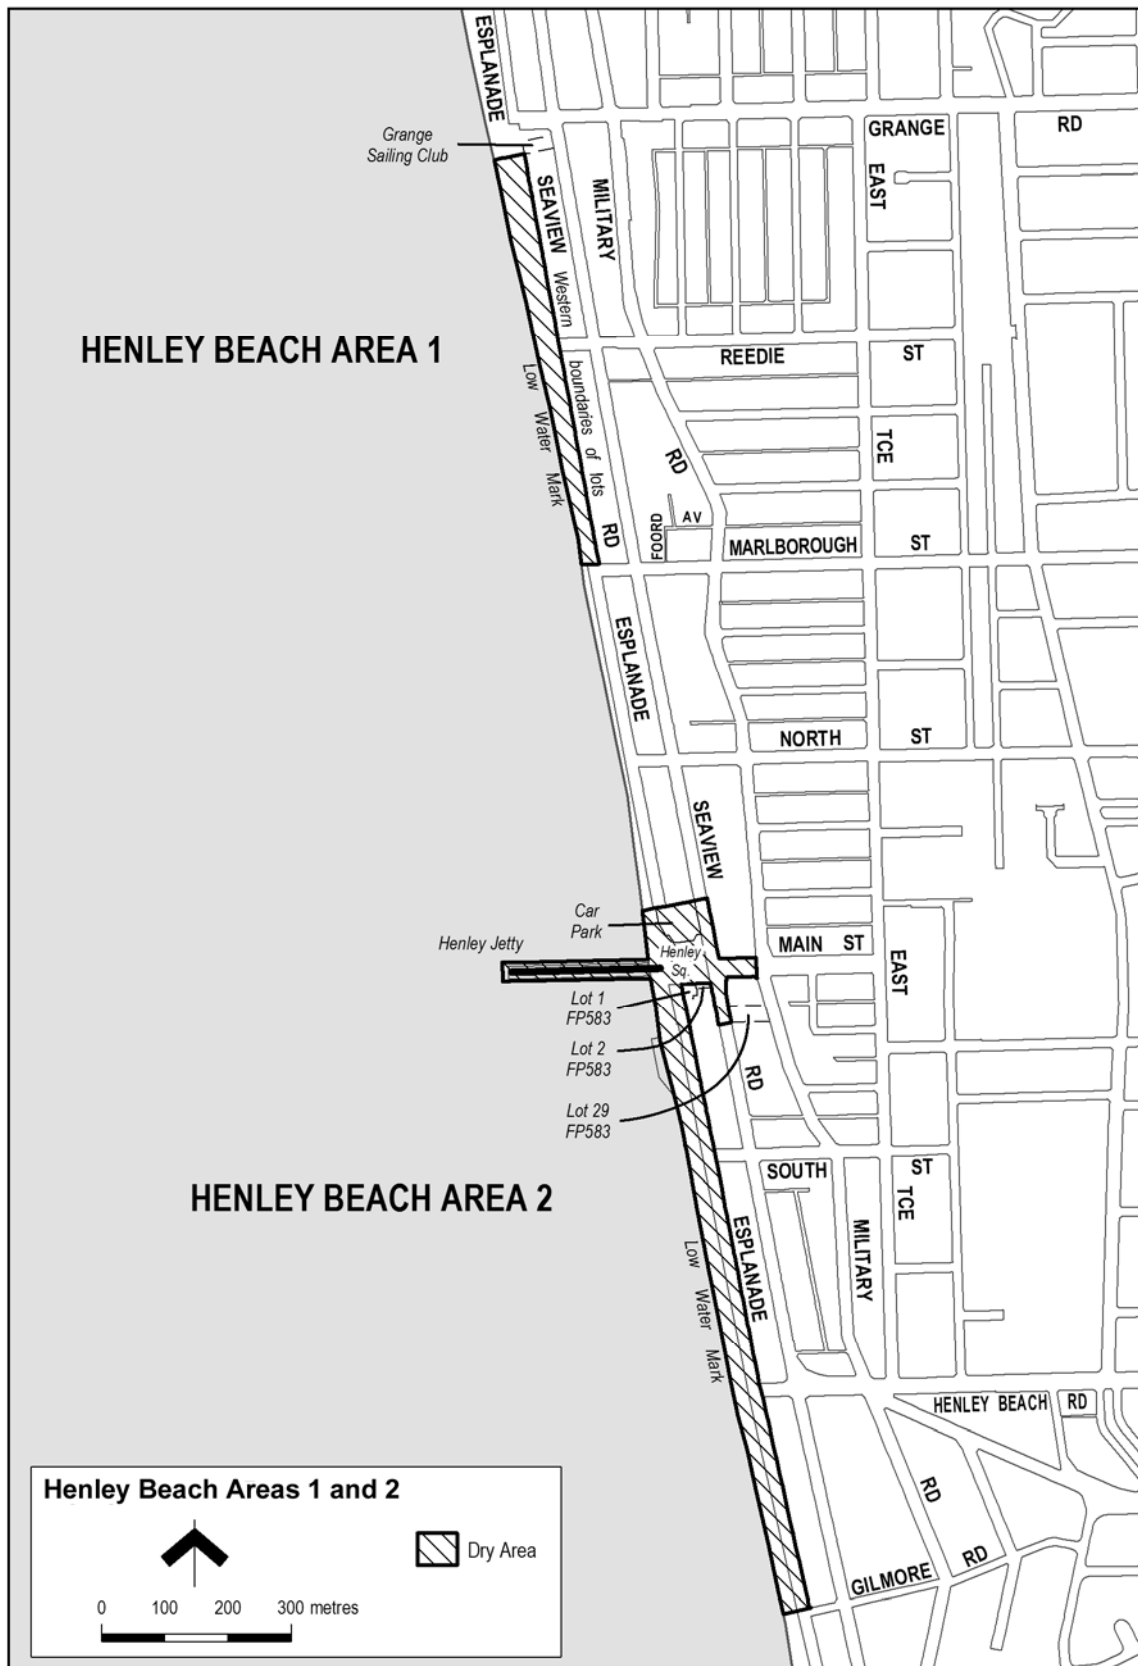 ESPLANADE
Grange
Sailing Club
GRANGE
RD
EAST
SEAVIEW
MILITARY
Western
HENLEY BEACH AREA 1
REEDIE
ST
boundaries of lots
Low Water Mark
TCE
RD
RD
FOORD
AV
MARLBOROUGH
ST
ESPLANADE
NORTH
ST
SEAVIEW
Car
Park
Henley Jetty
Henley
Sq.
MAIN ST
EAST
Lot 1
FP583
Lot 2
FP583
RD
Lot 29
FP583
HENLEY BEACH AREA 2
SOUTH
ST
TCE
ESPLANADE
MILITARY
Low Water Mark
HENLEY BEACH
RD
RD
GILMORE
RD
Henley Beach Areas 1 and 2
Dry Area
0 100 200 300 metres